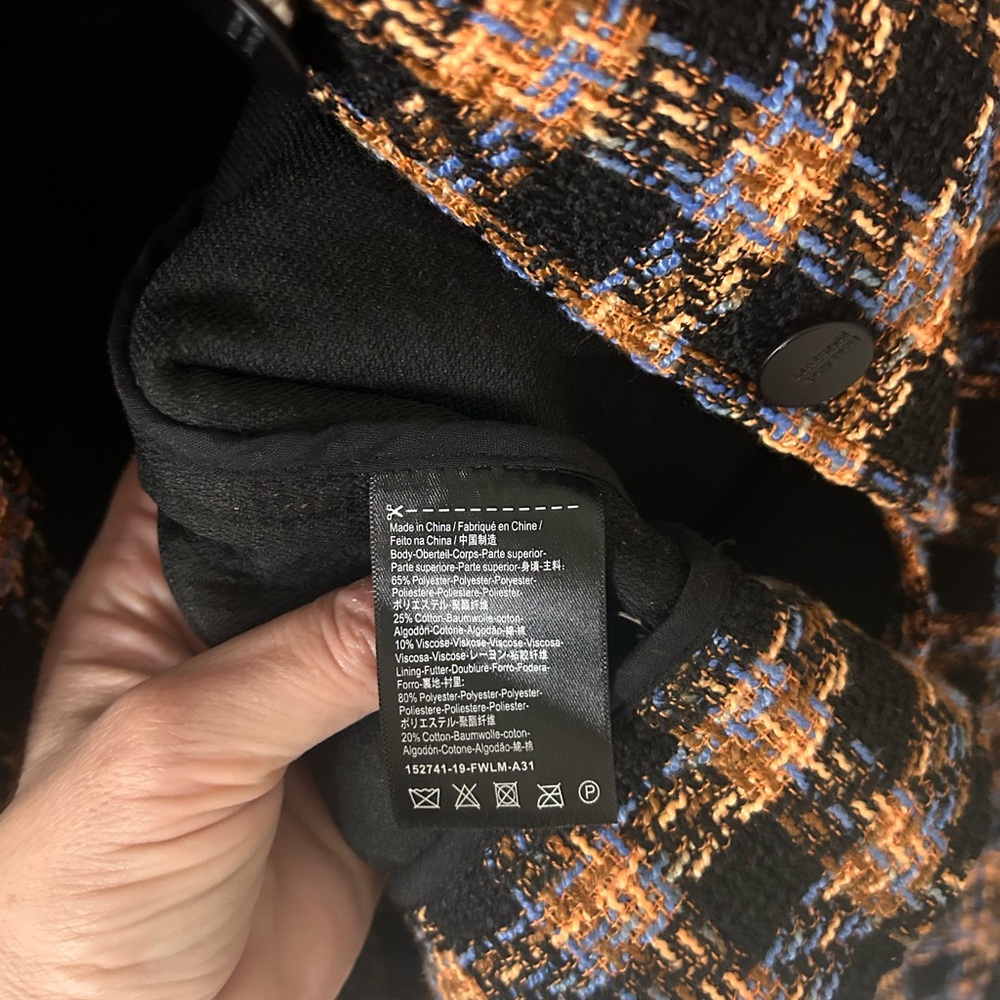 Made in China / Fabriqué en Chine /
Feito na China / 中国制造
Body-Oberteil-Corps-Parte superior-
Parte superiore-Parte superior-身頃-主料:
65% Polyester-Polyester-Polyester-
Poliestere-Poliestere-Poliester-
ポリエステル-聚酯纤维
25% Cotton-Baumwolle-coton-
Algodón-Cotone-Algodão-綿-棉
10% Viscose-Viskose-Viscose-Viscosa-
Viscosa-Viscose-レーヨン-粘胶纤维
Lining-Futter-Doublure-Forro-Fodera-
Forro-裏地-衬里:
80% Polyester-Polyester-Polyester-
Poliestere-Poliestere-Poliester-
ポリエステル-聚酯纤维
20% Cotton-Baumwolle-coton-
Algodón-Cotone-Algodão-綿-棉
152741-19-FWLM-A31
P